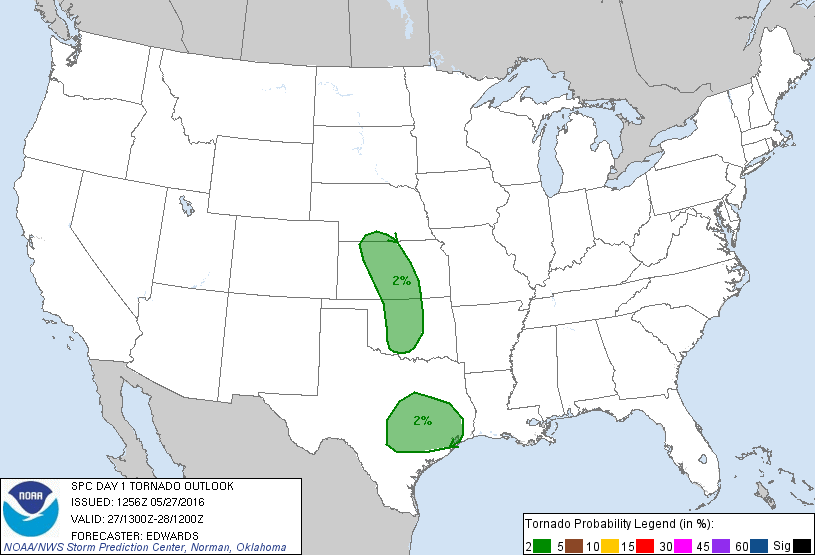 2%
2%
NOAA
SPC DAY 1 TORNADO OUTLOOK
ISSUED: 1256Z 05/27/2016
VALID: 27/1300Z-28/1200Z
FORECASTER: EDWARDS
NOAA/NWS Storm Prediction Center, Norman, Oklahoma
Tornado Probability Legend (in %):
2 5 10 15 30 45 60 Sig